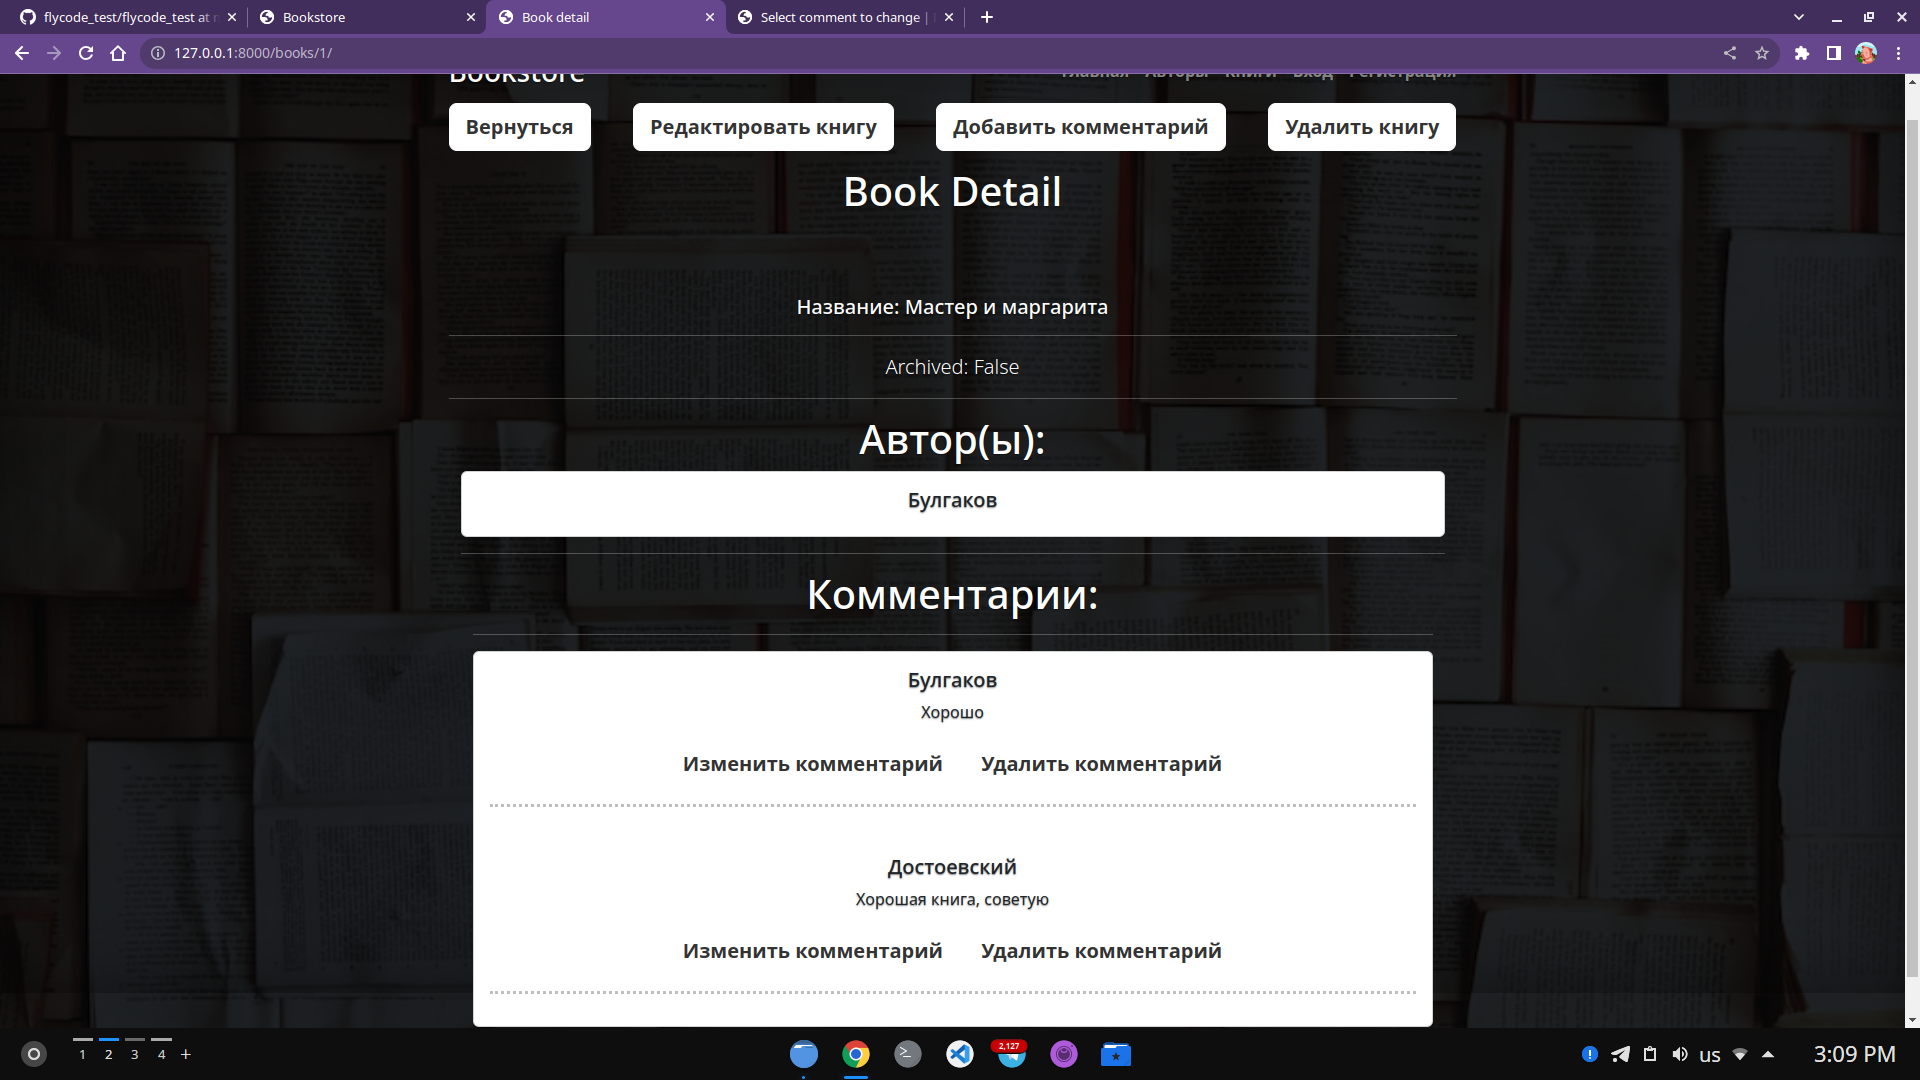 flycode_test/flycode_test at
Bookstore
Book detail
Select comment to change |
127.0.0.1:8000/books/1/
Bookstore
Главная Авторы Книги Вход Регистрация
Вернуться
Редактировать книгу
Добавить комментарий
Удалить книгу
Book Detail
Название: Мастер и маргарита
Archived: False
Автор(ы):
Булгаков
Комментарии:
Булгаков
Хорошо
Изменить комментарий Удалить комментарий
Достоевский
Хорошая книга, советую
Изменить комментарий Удалить комментарий
1 2 3 4 +
2,127
us
3:09 PM